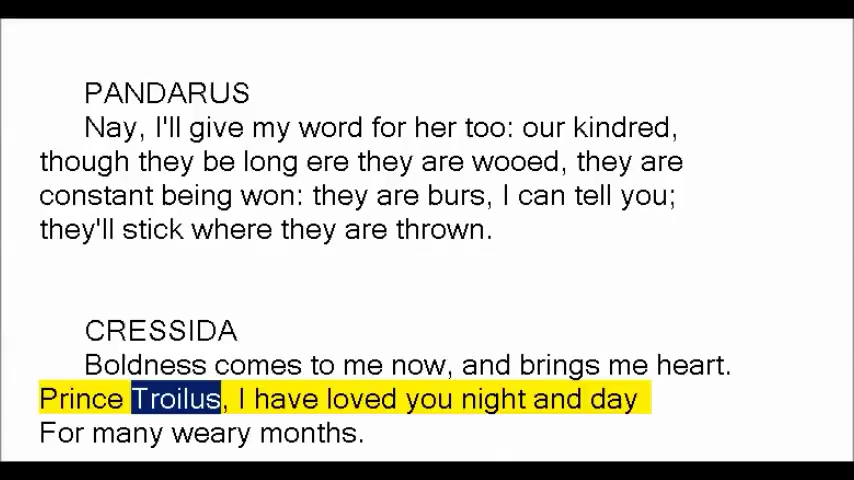 PANDARUS
Nay, I'll give my word for her too: our kindred,
though they be long ere they are wooed, they are
constant being won: they are burs, I can tell you;
they'll stick where they are thrown.
CRESSIDA
Boldness comes to me now, and brings me heart.
Prince Troilus, I have loved you night and day
For many weary months.